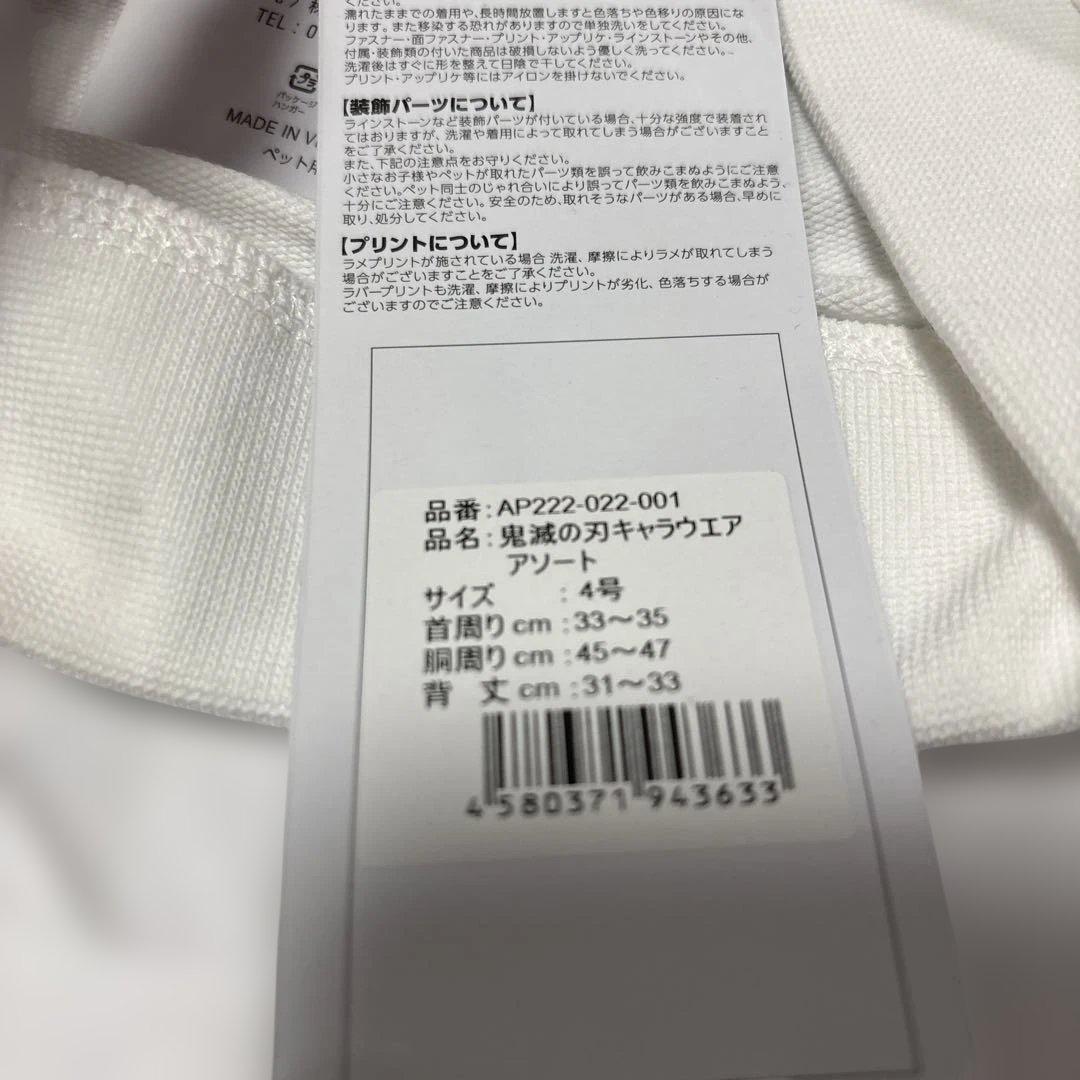 ください。
濡れたままでの着用や、長時間放置しますと色落ちや色移りの原因にな
ります。また移染する恐れがありますので単独洗いをしてください。
ファスナー・面ファスナー・プリント・アップリケ・ラインストーンやその他、
付属・装飾類の付いた商品は破損しないよう優しく洗ってください。
洗濯後はすぐに形を整えて日陰で干してください。
プリント・アップリケ等にはアイロンを掛けないでください。
【装飾パーツについて】
ラインストーンなど装飾パーツが付いている場合、十分な強度で装着され
てはおりますが、洗濯や着用によって取れてしまう場合がございますこと
をご了承ください。
また、下記の注意点をお守りください。
小さなお子様やペットが取れたパーツ類を誤って飲みこまぬようにご注意
ください。ペット同士のじゃれ合いにより誤ってパーツ類を飲みこまぬよう、
十分にご注意ください。安全のため、取れそうなパーツがある場合、早めに
取り、処分してください。
【プリントについて】
ラメプリントが施されている場合 洗濯、摩擦によりラメが取れてしまう
場合がございますことをご了承ください。
ラバープリントも洗濯、摩擦によりプリントが劣化、色落ちする場合が
ございますのでご注意ください。
品番:AP222-022-001
品名:鬼滅の刃キャラウエア
アソート
サイズ :4号
首周りcm:33～35
胴周りcm:45～47
背 丈cm:31～33
4 580371 943633
TEL:0
プラ
パッケージ
ハンガー
MADE IN V
ペット用